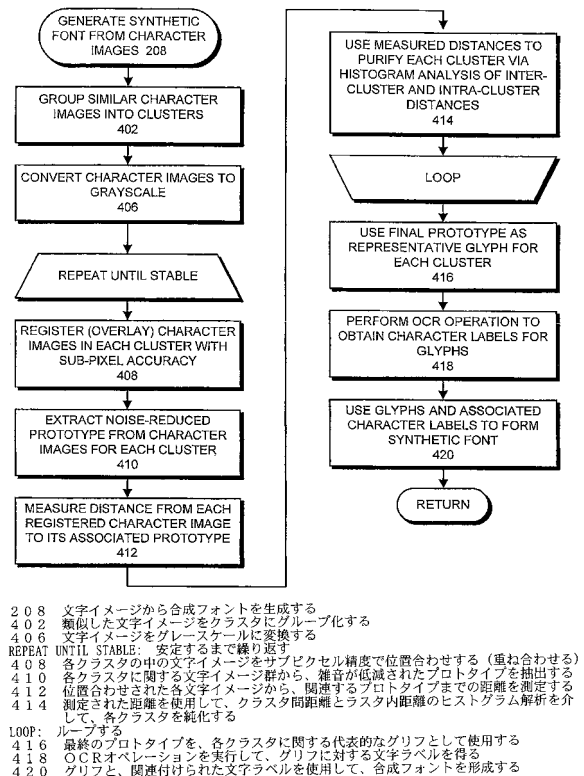 GENERATE SYNTHETIC
FONT FROM CHARACTER
IMAGES 208
GROUP SIMILAR CHARACTER
IMAGES INTO CLUSTERS
402
CONVERT CHARACTER IMAGES TO
GRAYSCALE
406
REPEAT UNTIL STABLE
REGISTER (OVERLAY) CHARACTER
IMAGES IN EACH CLUSTER WITH
SUB-PIXEL ACCURACY
408
EXTRACT NOISE-REDUCED
PROTOTYPE FROM CHARACTER
IMAGES FOR EACH CLUSTER
410
MEASURE DISTANCE FROM EACH
REGISTERED CHARACTER IMAGE
TO ITS ASSOCIATED PROTOTYPE
412
USE MEASURED DISTANCES TO
PURIFY EACH CLUSTER VIA
HISTOGRAM ANALYSIS OF INTER-
CLUSTER AND INTRA-CLUSTER
DISTANCES
414
LOOP
USE FINAL PROTOTYPE AS
REPRESENTATIVE GLYPH FOR
EACH CLUSTER
416
PERFORM OCR OPERATION TO
OBTAIN CHARACTER LABELS FOR
GLYPHS
418
USE GLYPHS AND ASSOCIATED
CHARACTER LABELS TO FORM
SYNTHETIC FONT
420
RETURN
208 文字イメージから合成フォントを生成する
402 類似した文字イメージをクラスタにグループ化する
406 文字イメージをグレースケールに変換する
REPEAT UNTIL STABLE: 安定するまで繰り返す
408 各クラスタの中の文字イメージをサブピクセル精度で位置合わせする(重ね合わせる)
410 各クラスタに関する文字イメージ群から、雑音が低減されたプロトタイプを抽出する
412 位置合わせされた各文字イメージから、関連するプロトタイプまでの距離を測定する
414 測定された距離を使用して、クラスタ間距離とクラスタ内距離のヒストグラム解析を介
して、各クラスタを純化する
LOOP: ループする
416 最終のプロトタイプを、各クラスタに関する代表的なグリフとして使用する
418 OCRオペレーションを実行して、グリフに対する文字ラベルを得る
420 グリフと、関連付けられた文字ラベルを使用して、合成フォントを形成する